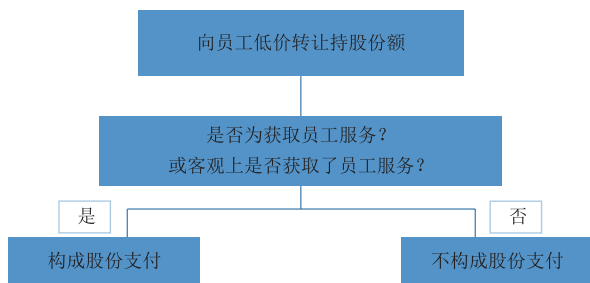 向员工低价转让持股份额
是否为获取员工服务？
或客观上是否获取了员工服务？
是
否
构成股份支付
不构成股份支付